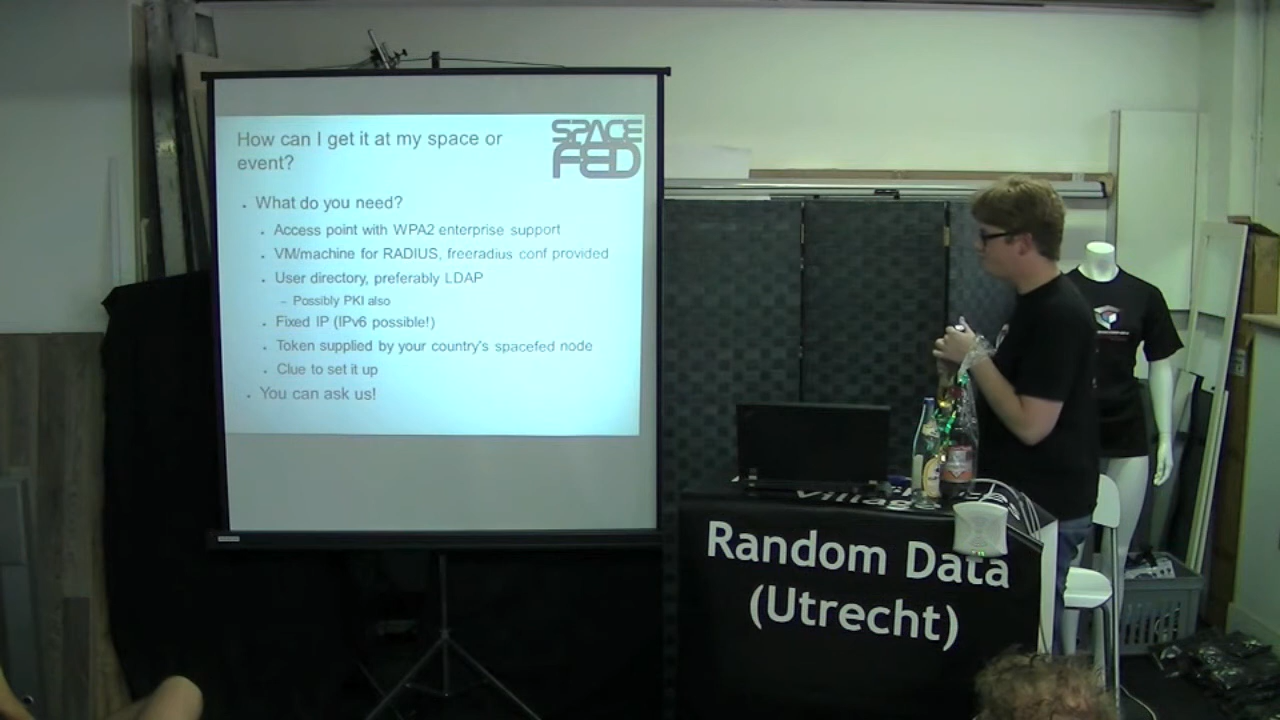 How can I get it at my space or
event?
SPACE
FED
What do you need?
Access point with WPA2 enterprise support
VM/machine for RADIUS, freeradius conf provided
User directory, preferably LDAP
– Possibly PKI also
Fixed IP (IPv6 possible!)
Token supplied by your country's spacefed node
Clue to set it up
You can ask us!
Random Data
(Utrecht)